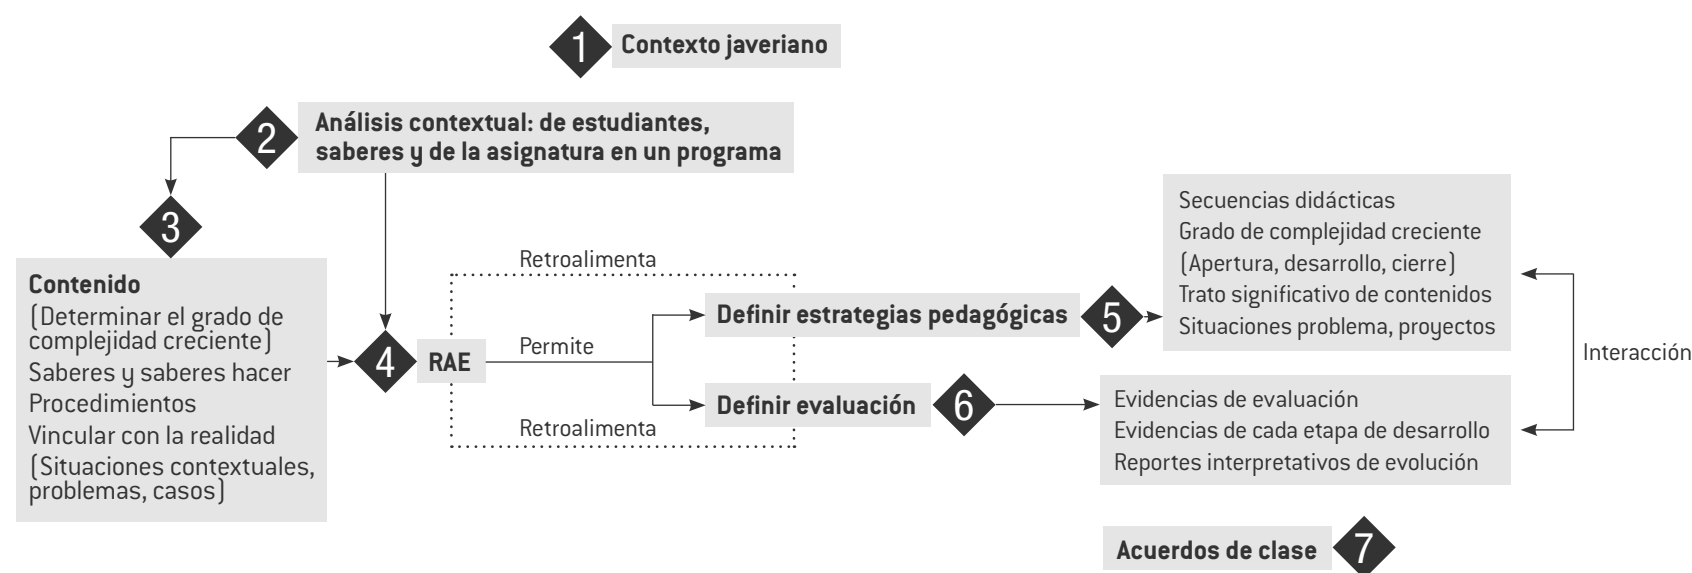 1
Contexto javeriano
2
Análisis contextual: de estudiantes,
saberes y de la asignatura en un programa
3
Contenido
(Determinar el grado de
complejidad creciente)
Saberes y saberes hacer
Procedimientos
Vincular con la realidad
(Situaciones contextuales,
problemas, casos)
4
RAE
Retroalimenta
Permite
Retroalimenta
Definir estrategias pedagógicas
5
Secuencias didácticas
Grado de complejidad creciente
(Apertura, desarrollo, cierre)
Trato significativo de contenidos
Situaciones problema, proyectos
Definir evaluación
6
Evidencias de evaluación
Evidencias de cada etapa de desarrollo
Reportes interpretativos de evolución
Interacción
Acuerdos de clase
7